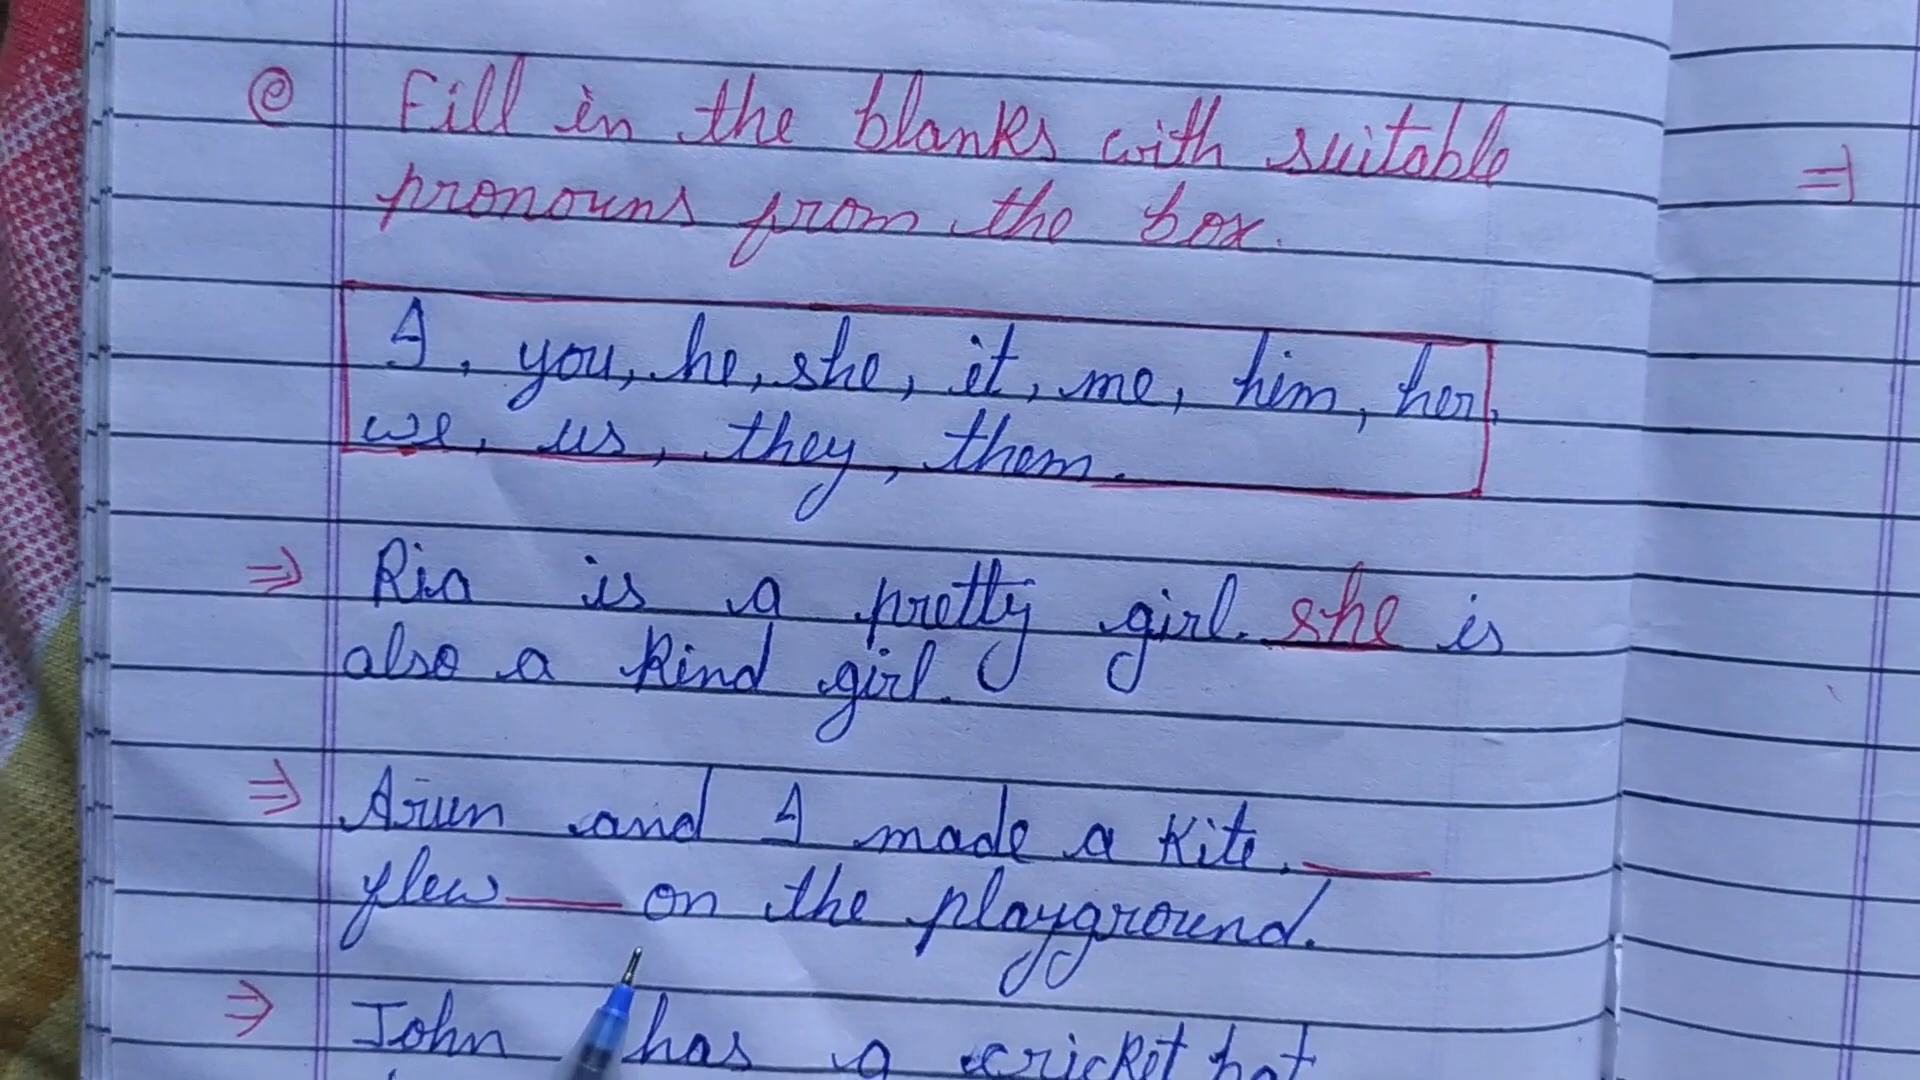 @ Fill in the blanks with suitable
pronouns from the box.
I, you, he, she, it, me, him, her,
we, us, they, them.
⇒ Ria is a pretty girl. she is
also a kind girl.
⇒ Arun and I made a kite. ___
flew ___ on the playground.
⇒ John has a cricket bat